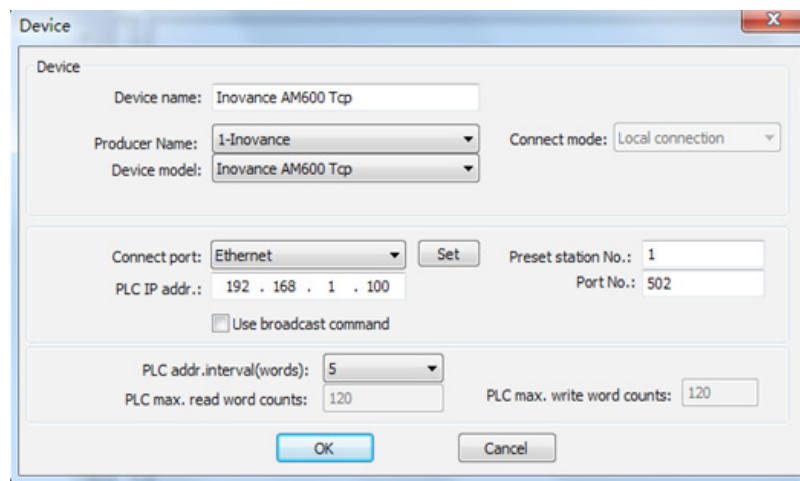 Device
Device
Device name: Inovance AM600 Tcp
Producer Name: 1-Inovance Connect mode: Local connection
Device model: Inovance AM600 Tcp
Connect port: Ethernet Set Preset station No.: 1
PLC IP addr.: 192 . 168 . 1 . 100 Port No.: 502
Use broadcast command
PLC addr.interval(words): 5
PLC max. read word counts: 120 PLC max. write word counts: 120
OK Cancel